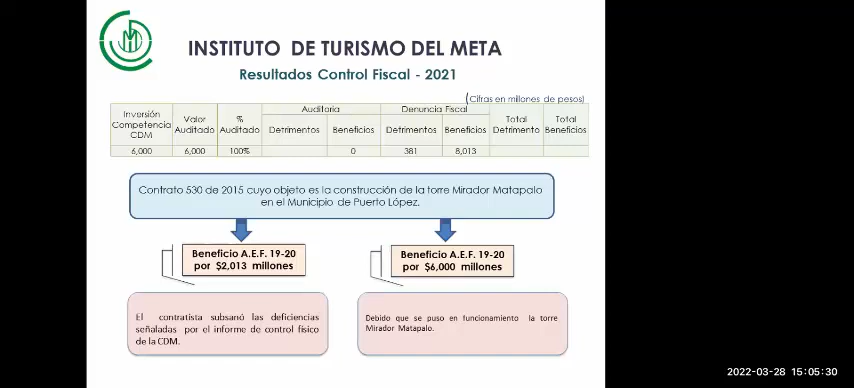 INSTITUTO DE TURISMO DEL META
Resultados Control Fiscal - 2021
(Cifras en millones de pesos)
Inversión Competencia CDM | Valor Auditado | % Auditado | Auditoria | Denuncia Fiscal | Total Detrimento | Total Beneficios
Detrimentos | Beneficios | Detrimentos | Beneficios
6,000 | 6,000 | 100% | 0 | 381 | 8,013
Contrato 530 de 2015 cuyo objeto es la construcción de la torre Mirador Matapalo
en el Municipio de Puerto López.
Beneficio A.E.F. 19-20
por $2,013 millones
Beneficio A.E.F. 19-20
por $6,000 millones
El contratista subsanó las deficiencias
señaladas por el informe de control físico
de la CDM.
Debido que se puso en funcionamiento la torre
Mirador Matapalo.
2022-03-28 15:05:30